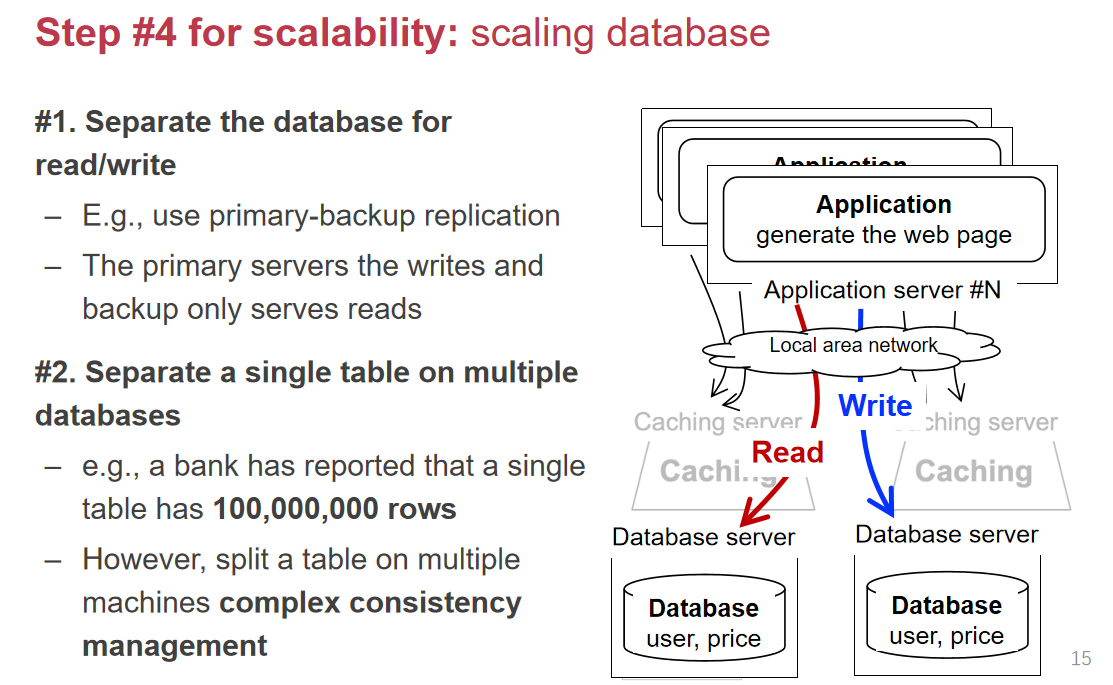 Step #4 for scalability: scaling database
#1. Separate the database for
read/write
– E.g., use primary-backup replication
– The primary servers the writes and
backup only serves reads
#2. Separate a single table on multiple
databases
– e.g., a bank has reported that a single
table has 100,000,000 rows
– However, split a table on multiple
machines complex consistency
management
Application
Application
generate the web page
Application server #N
Local area network
Write
Caching server
ching server
Read
Caching
Caching
Database server
Database server
Database
user, price
Database
user, price
15